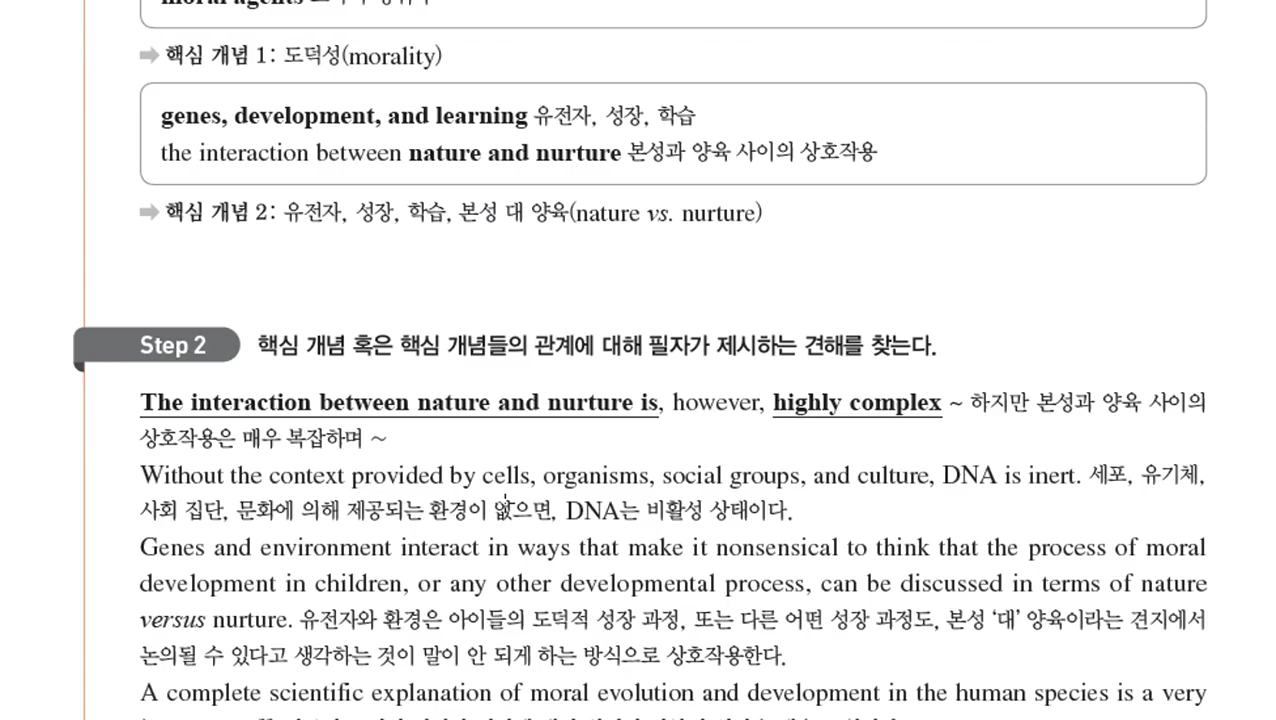 moral agents
➡ 핵심 개념 1: 도덕성(morality)
genes, development, and learning 유전자, 성장, 학습
the interaction between nature and nurture 본성과 양육 사이의 상호작용
➡ 핵심 개념 2: 유전자, 성장, 학습, 본성 대 양육(nature vs. nurture)
Step 2 핵심 개념 혹은 핵심 개념들의 관계에 대해 필자가 제시하는 견해를 찾는다.
The interaction between nature and nurture is, however, highly complex ~ 하지만 본성과 양육 사이의
상호작용은 매우 복잡하며 ~
Without the context provided by cells, organisms, social groups, and culture, DNA is inert. 세포, 유기체,
사회 집단, 문화에 의해 제공되는 환경이 없으면, DNA는 비활성 상태이다.
Genes and environment interact in ways that make it nonsensical to think that the process of moral
development in children, or any other developmental process, can be discussed in terms of nature
versus nurture. 유전자와 환경은 아이들의 도덕적 성장 과정, 또는 다른 어떤 성장 과정도, 본성 ‘대’ 양육이라는 견지에서
논의될 수 있다고 생각하는 것이 말이 안 되게 하는 방식으로 상호작용한다.
A complete scientific explanation of moral evolution and development in the human species is a very